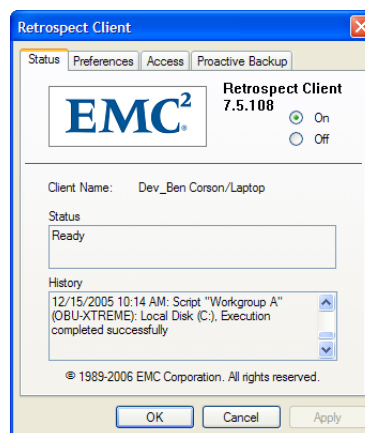 Retrospect Client
Status Preferences Access Proactive Backup
EMC²
Retrospect Client
7.5.108
On
Off
Client Name: Dev_Ben Corson/Laptop
Status
Ready
History
12/15/2005 10:14 AM: Script "Workgroup A"
(OBU-XTREME): Local Disk (C:), Execution
completed successfully
© 1989-2006 EMC Corporation. All rights reserved.
OK Cancel Apply